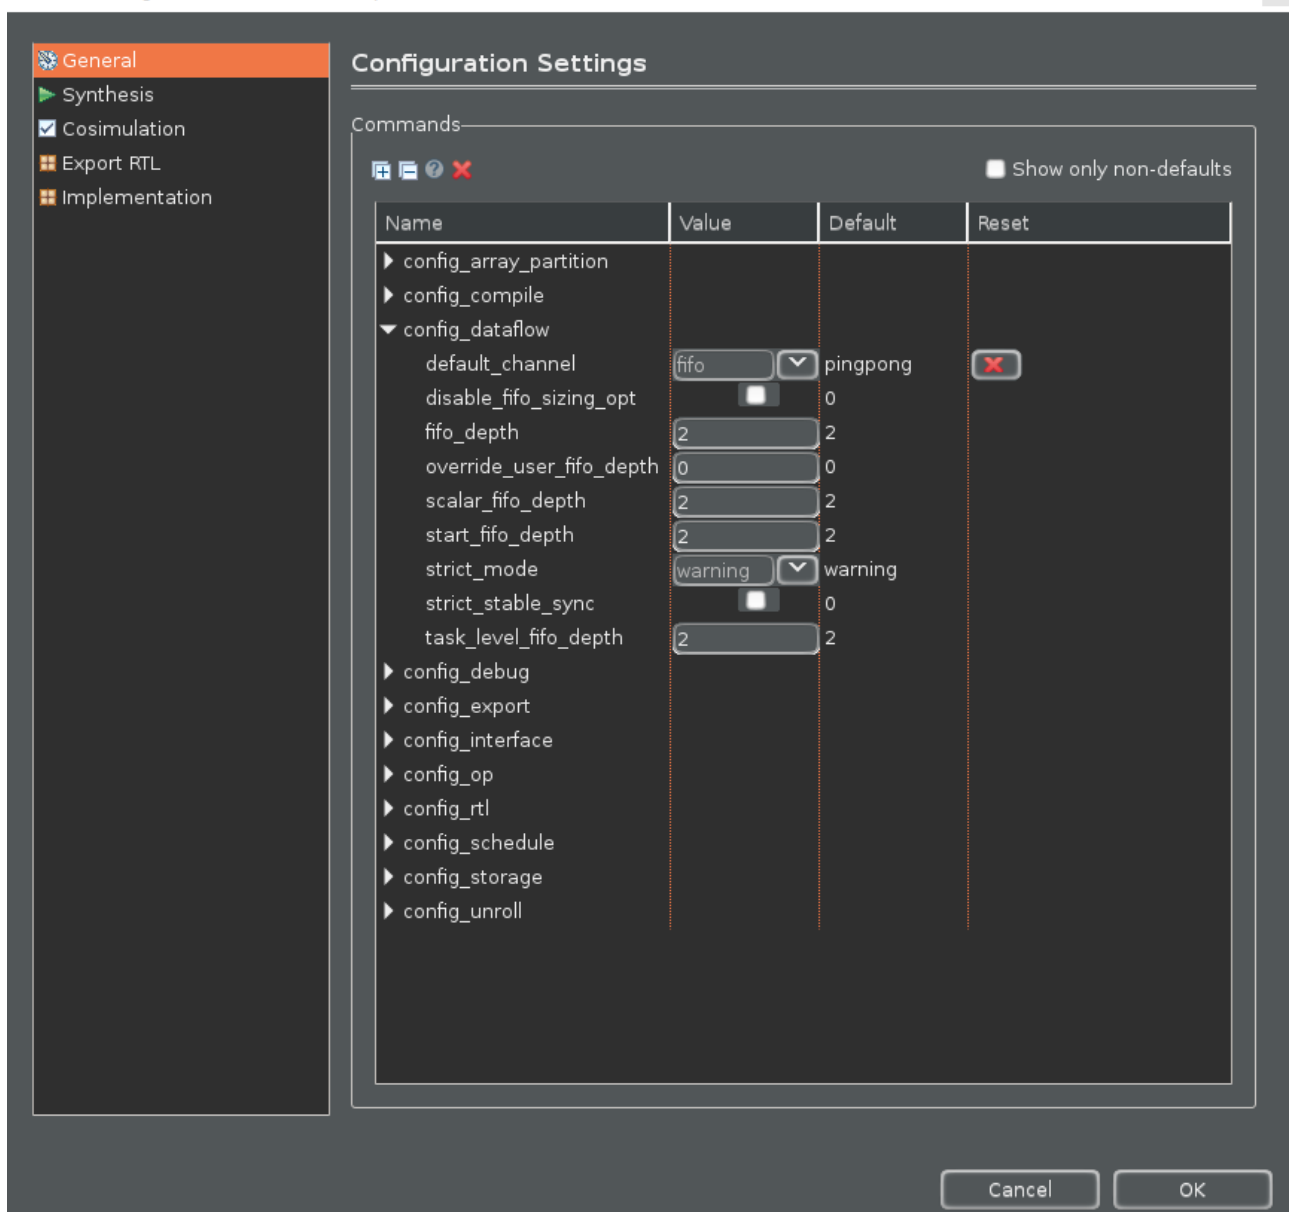 General
Synthesis
Cosimulation
Export RTL
Implementation
Configuration Settings
Commands
Show only non-defaults
Name Value Default Reset
config_array_partition
config_compile
config_dataflow
default_channel fifo pingpong
disable_fifo_sizing_opt 0
fifo_depth 2 2
override_user_fifo_depth 0 0
scalar_fifo_depth 2 2
start_fifo_depth 2 2
strict_mode warning warning
strict_stable_sync 0
task_level_fifo_depth 2 2
config_debug
config_export
config_interface
config_op
config_rtl
config_schedule
config_storage
config_unroll
Cancel OK